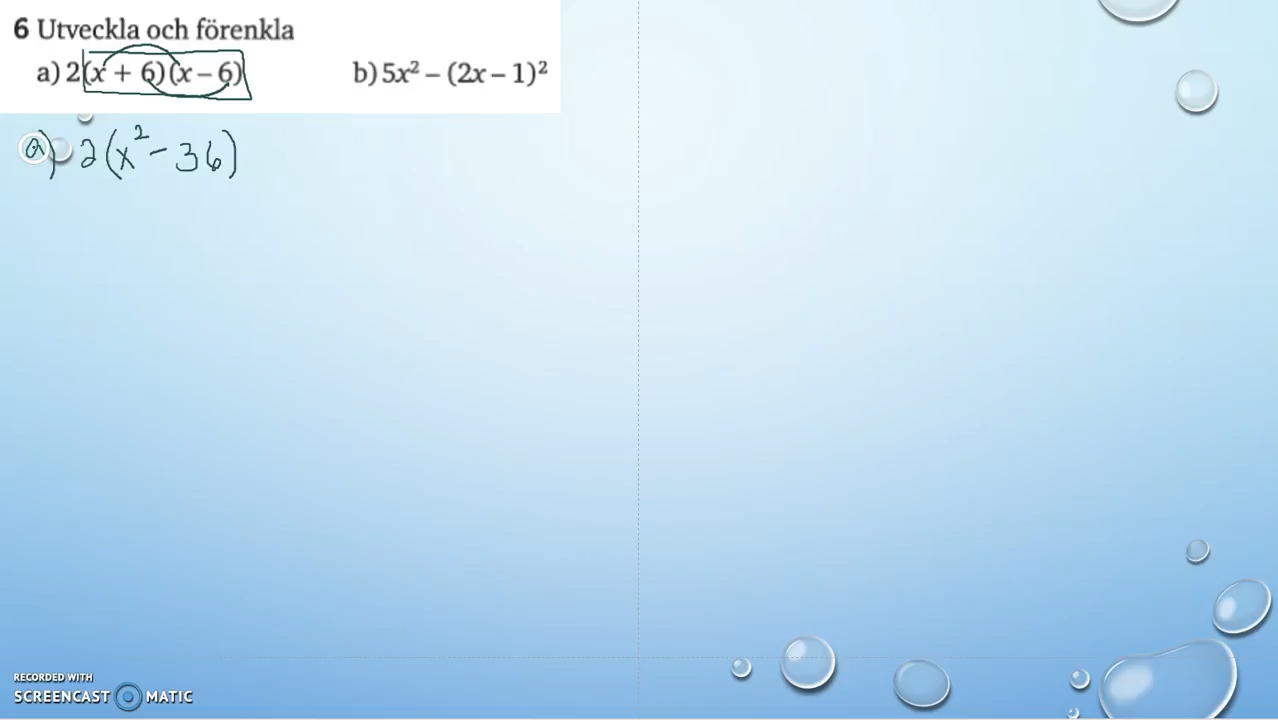 6 Utveckla och förenkla
a) 2(x + 6)(x – 6) b) 5x² – (2x – 1)²
a) 2(x² – 36)
RECORDED WITH
SCREENCAST MATIC